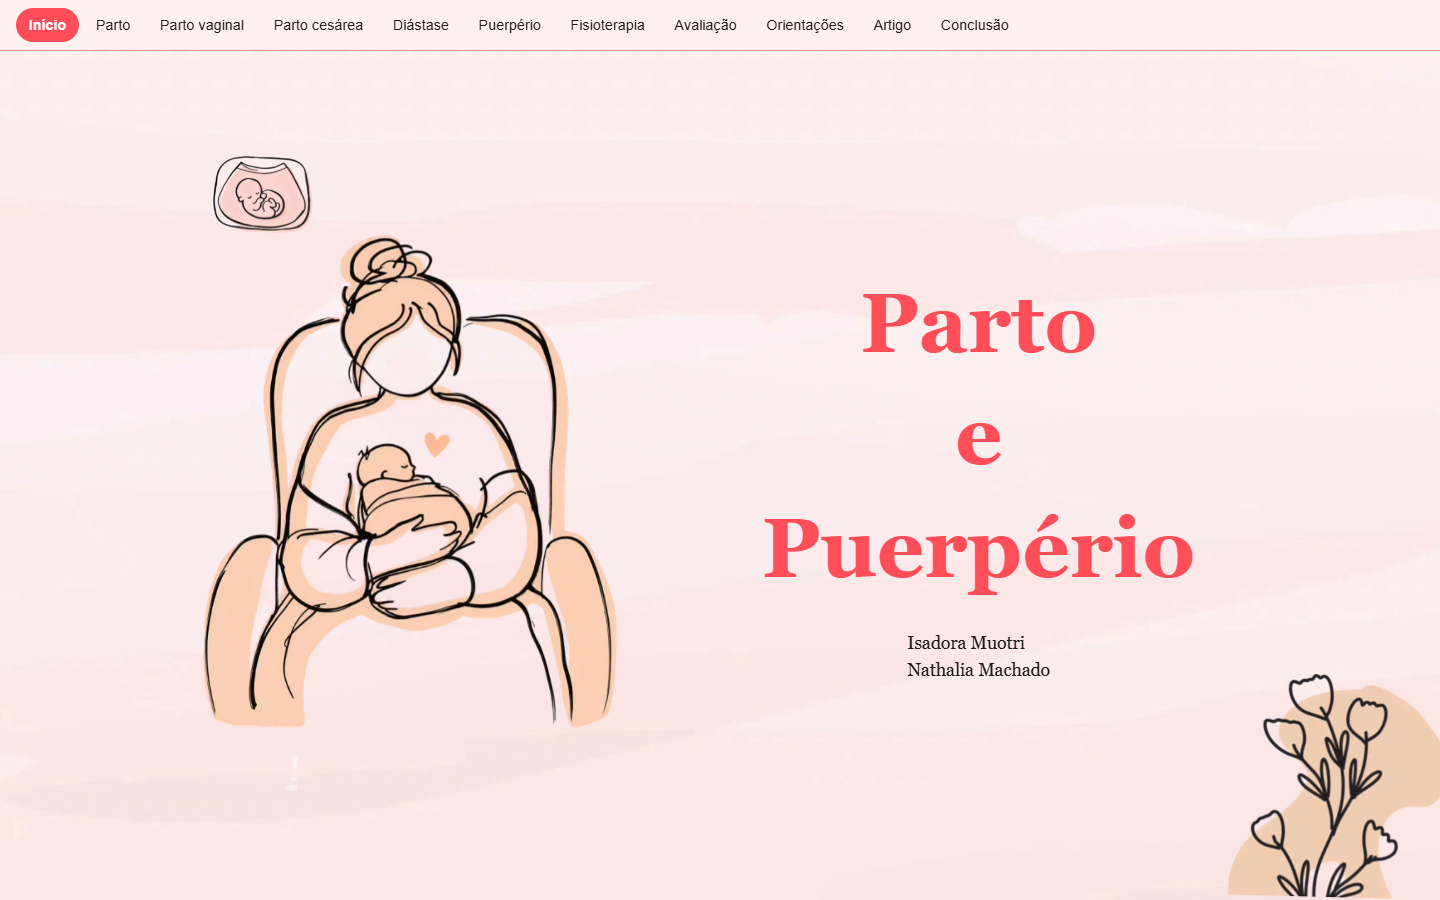 Início Parto Parto vaginal Parto cesárea Diástase Puerpério Fisioterapia Avaliação Orientações Artigo Conclusão
Parto
e
Puerpério
Isadora Muotri
Nathalia Machado